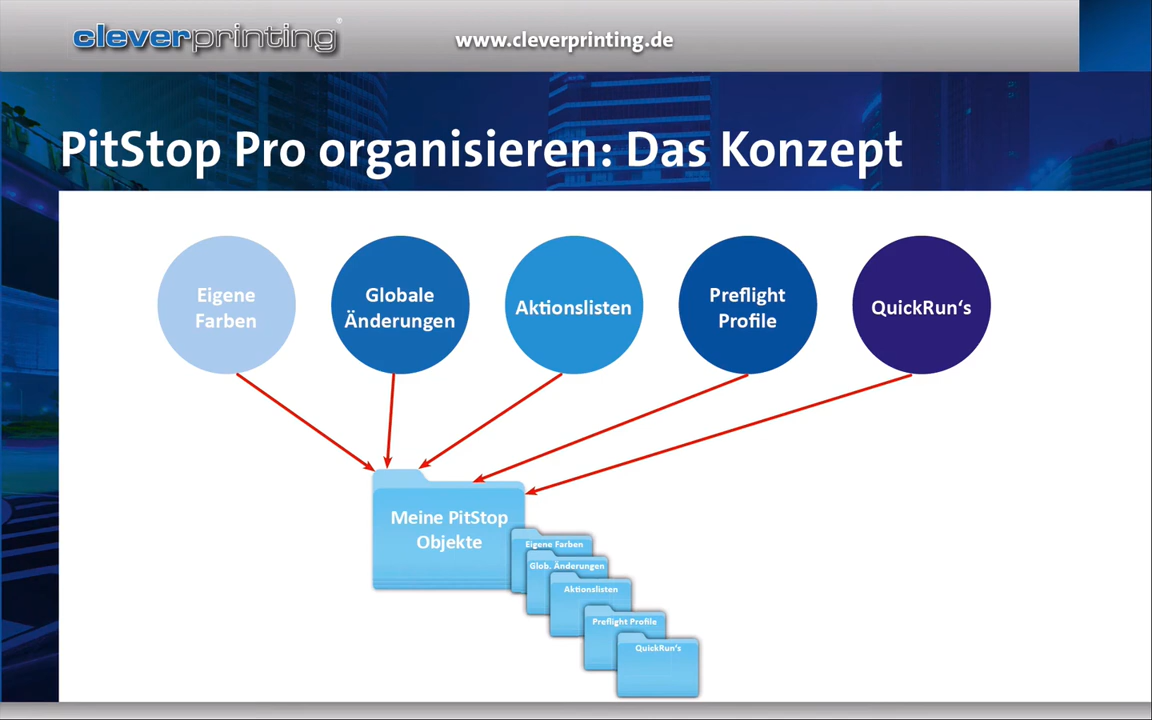 cleverprinting®
www.cleverprinting.de
PitStop Pro organisieren: Das Konzept
Eigene
Farben
Globale
Änderungen
Aktionslisten
Preflight
Profile
QuickRun‘s
Meine PitStop
Objekte
Eigene Farben
Glob. Änderungen
Aktionslisten
Preflight Profile
QuickRun‘s